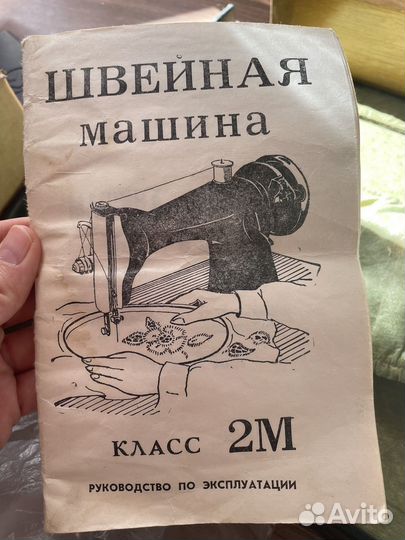 ШВЕЙНАЯ
машина
КЛАСС 2М
РУКОВОДСТВО ПО ЭКСПЛУАТАЦИИ
Avito